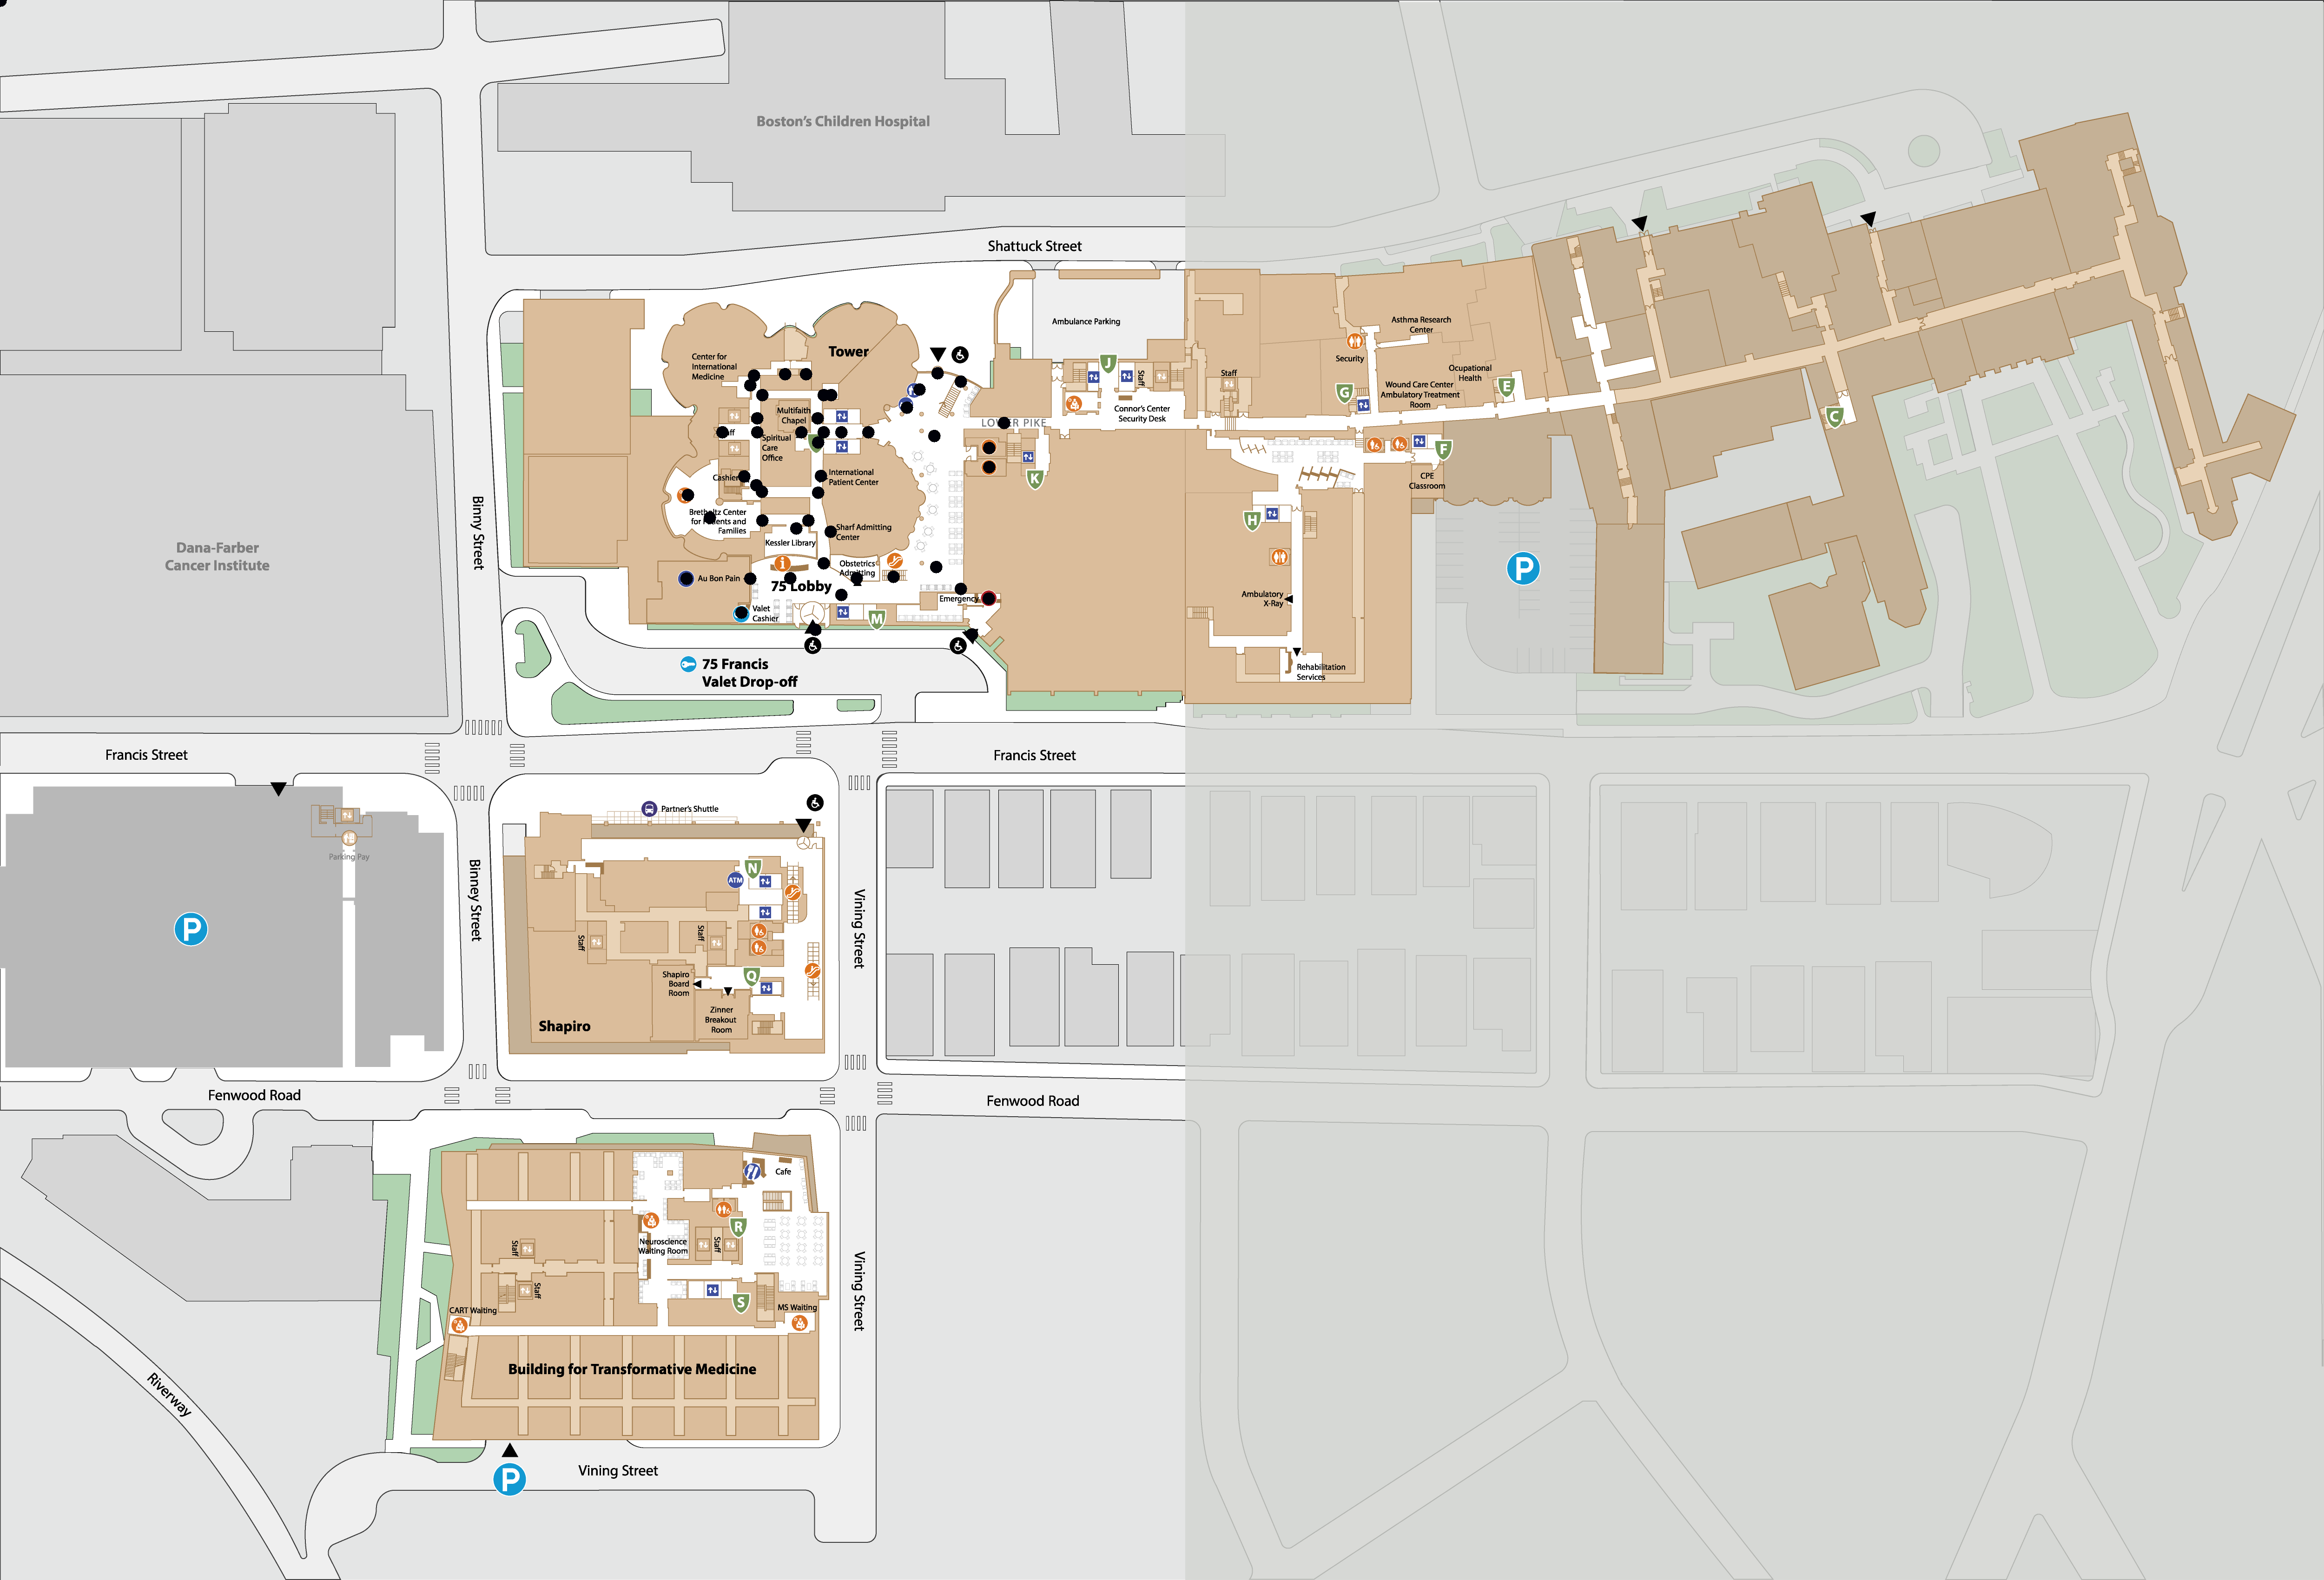 Boston's Children Hospital
Shattuck Street
Ambulance Parking
Asthma Research
Center
Security
Center for
International
Medicine
Tower
Staff
Staff
Ocupational
Health
Wound Care Center
Ambulatory Treatment
Room
J
G
E
C
Connor's Center
Security Desk
Multifaith
Chapel
LOWER PIKE
Spiritual
Care
Office
F
K
H
CPE
Classroom
Cashier
International
Patient Center
Bretholtz Center
for Patients and
Families
Sharf Admitting
Center
Kessler Library
Binny Street
Dana-Farber
Cancer Institute
Au Bon Pain
i
Obstetrics
Admitting
75 Lobby
Valet
Cashier
M
Emergency
Ambulatory
X-Ray
P
Rehabilitation
Services
75 Francis
Valet Drop-off
Francis Street
Francis Street
Partner's Shuttle
Parking Pay
P
Binney Street
N
ATM
Staff
Staff
Q
Shapiro
Board
Room
Zinner
Breakout
Room
Shapiro
Vining Street
Fenwood Road
Fenwood Road
Cafe
R
Neuroscience
Waiting Room
Staff
Staff
Staff
S
CART Waiting
MS Waiting
Vining Street
Building for Transformative Medicine
Riverway
P
Vining Street